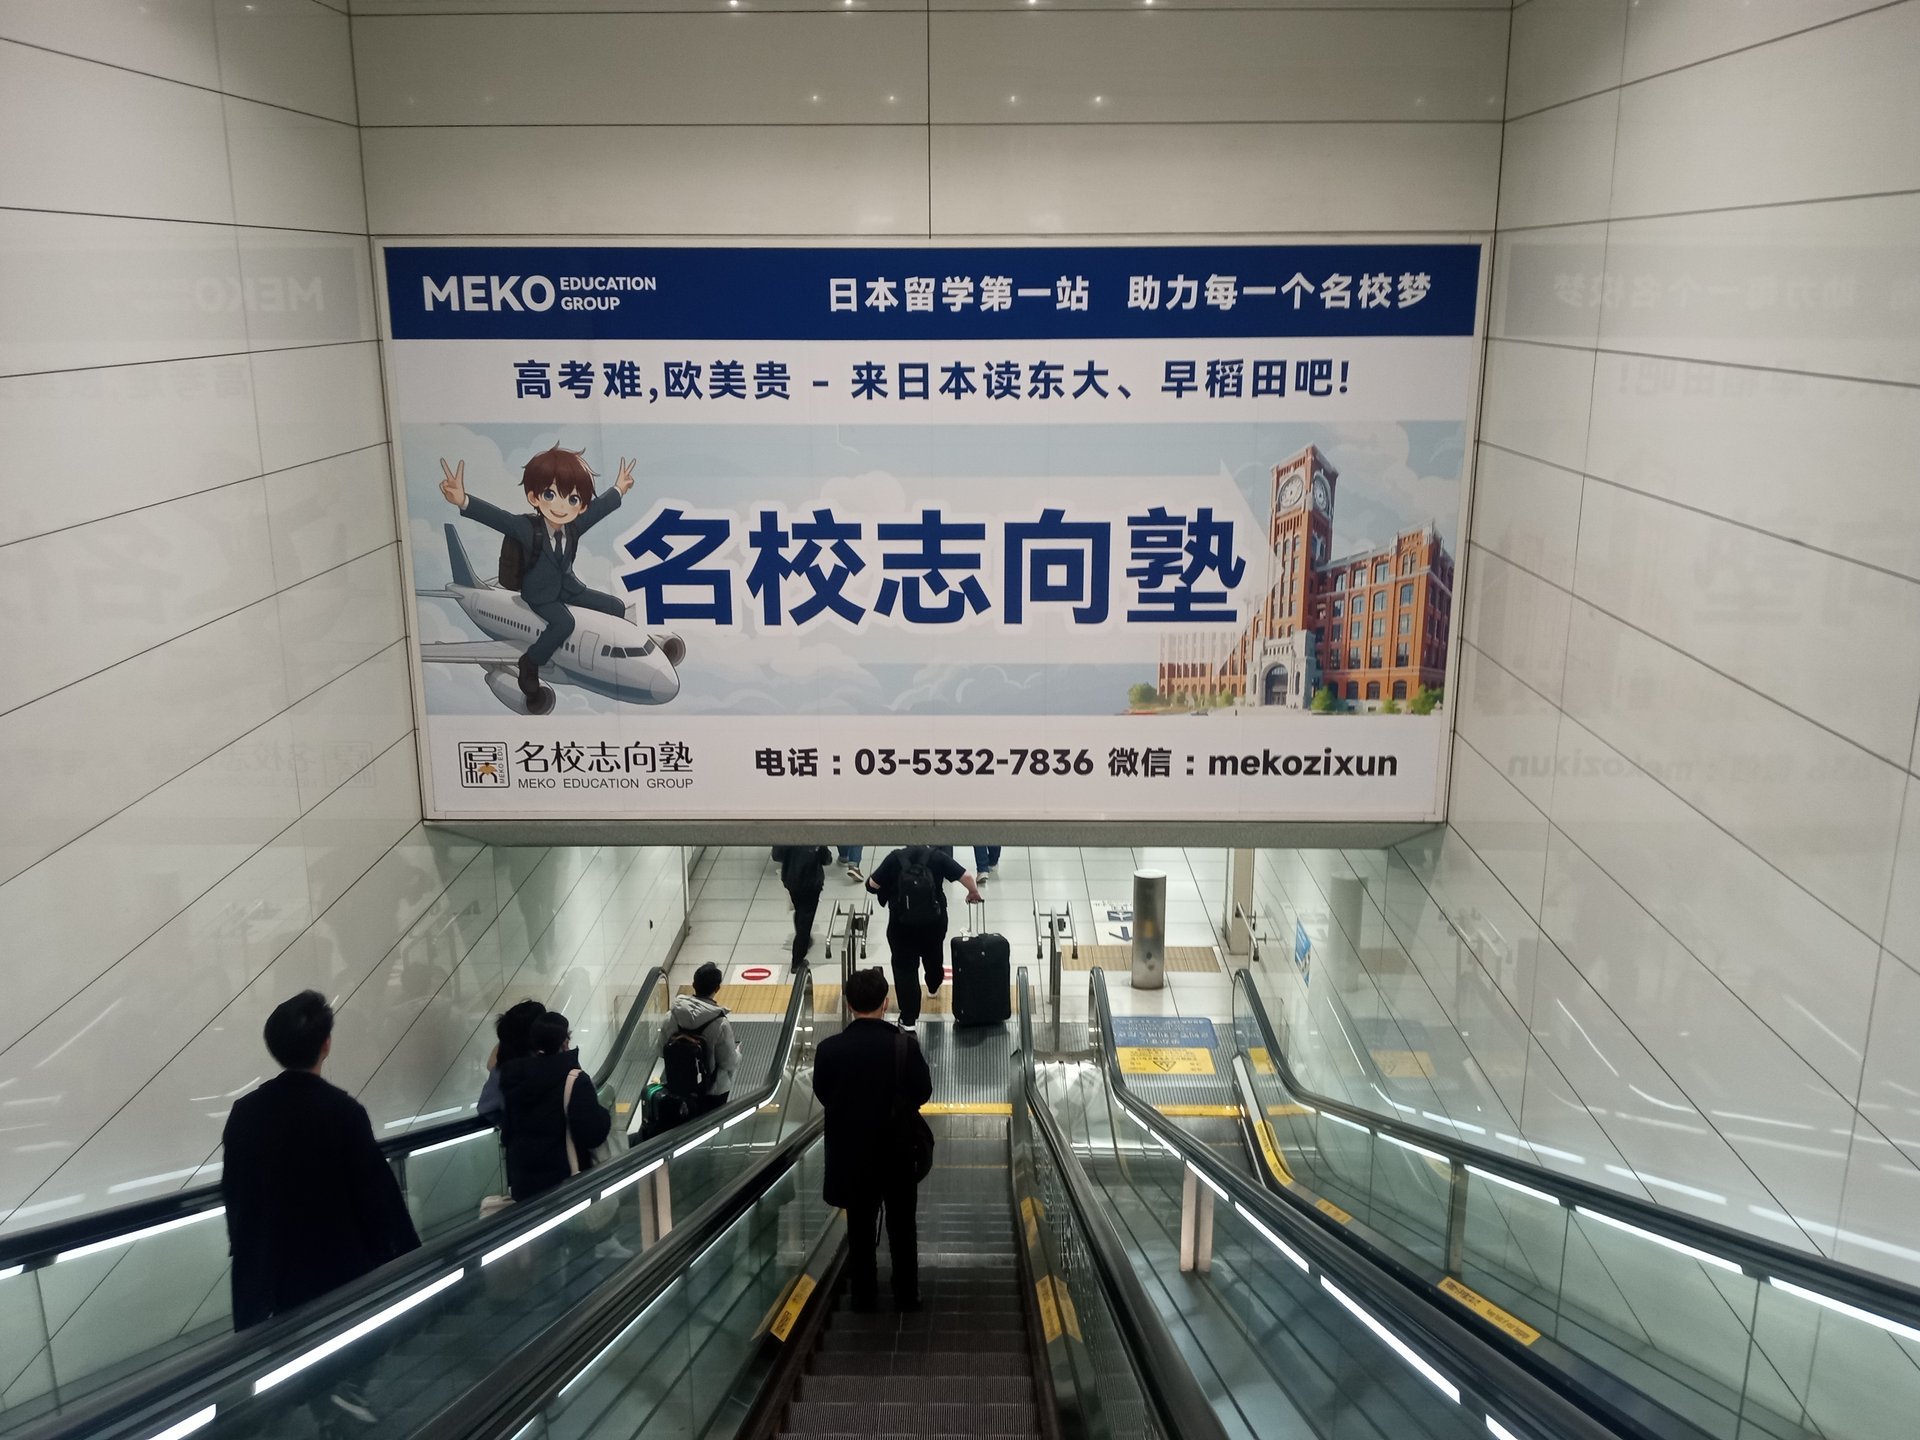 MEKO EDUCATION GROUP
日本留学第一站 助力每一个名校梦
高考难,欧美贵 - 来日本读东大、早稻田吧!
名校志向塾
名校志向塾
MEKO EDUCATION GROUP
MEKO EDU
电话：03-5332-7836 微信：mekozixun